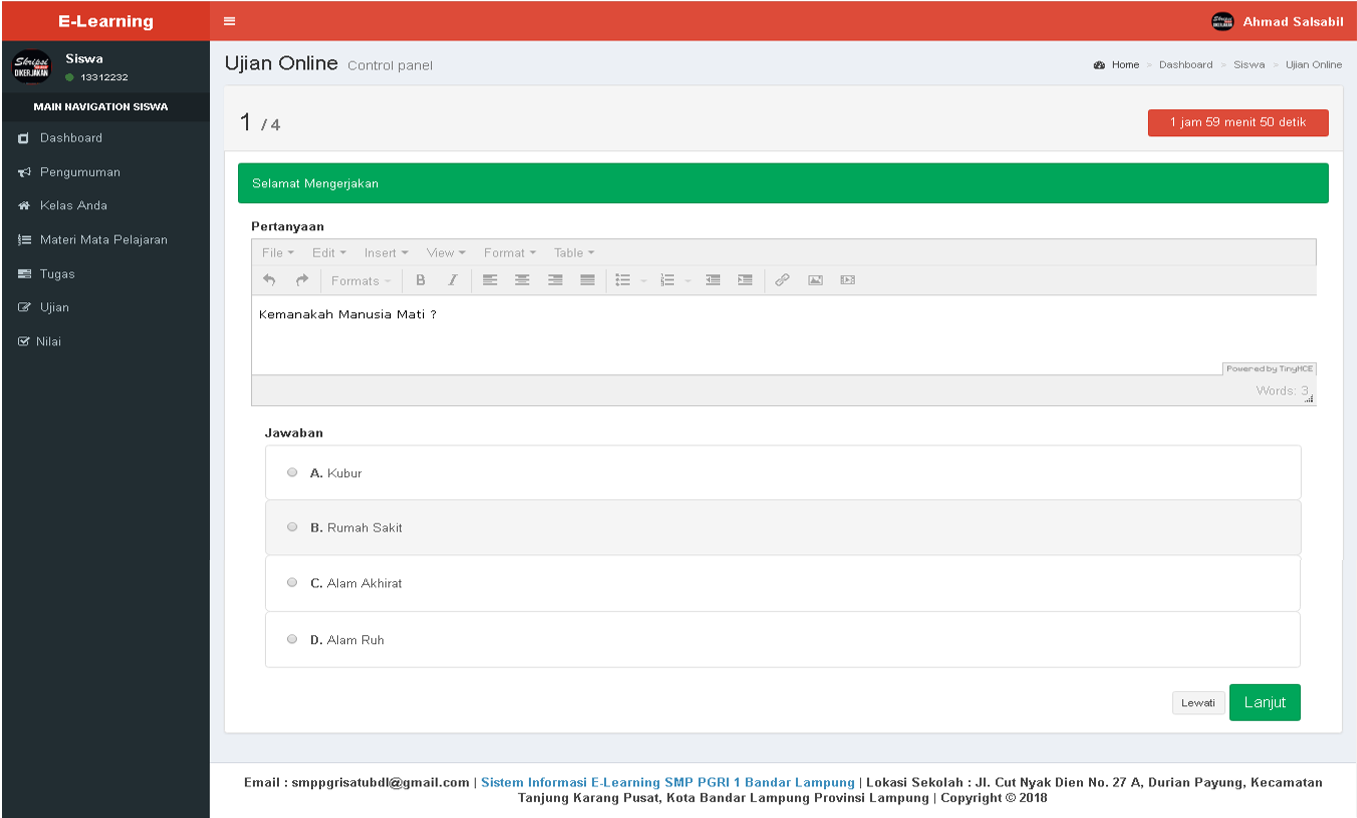 E-Learning
Ahmad Salsabil
Siswa
13312232
MAIN NAVIGATION SISWA
Dashboard
Pengumuman
Kelas Anda
Materi Mata Pelajaran
Tugas
Ujian
Nilai
Ujian Online Control panel
Home > Dashboard > Siswa > Ujian Online
1 / 4
1 jam 59 menit 50 detik
Selamat Mengerjakan
Pertanyaan
File Edit Insert View Format Table
Formats B I
Kemanakah Manusia Mati ?
Powered by TinyMCE
Words: 3
Jawaban
A. Kubur
B. Rumah Sakit
C. Alam Akhirat
D. Alam Ruh
Lewati Lanjut
Email : smppgrisatubdl@gmail.com | Sistem Informasi E-Learning SMP PGRI 1 Bandar Lampung | Lokasi Sekolah : Jl. Cut Nyak Dien No. 27 A, Durian Payung, Kecamatan
Tanjung Karang Pusat, Kota Bandar Lampung Provinsi Lampung | Copyright © 2018